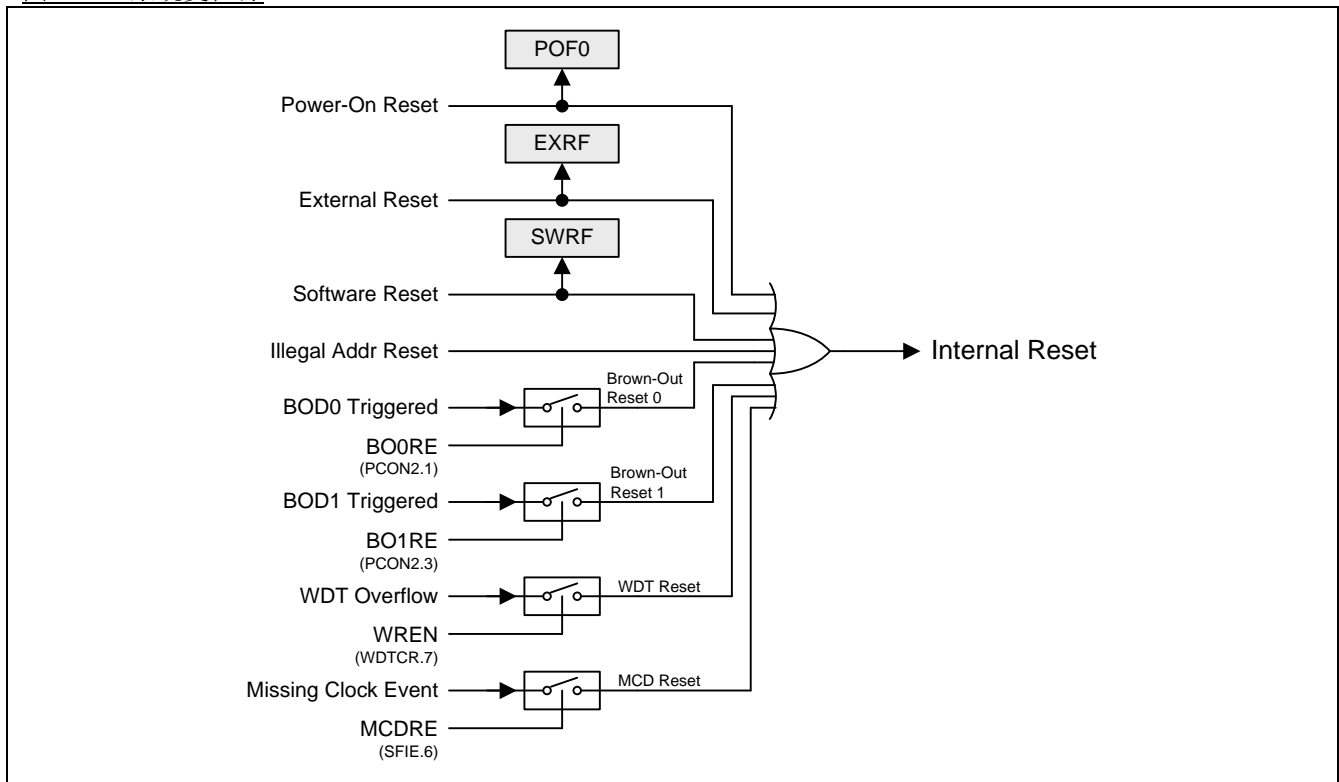 POF0
Power-On Reset
EXRF
External Reset
SWRF
Software Reset
Illegal Addr Reset
Internal Reset
Brown-Out
Reset 0
BOD0 Triggered
BO0RE
(PCON2.1)
Brown-Out
Reset 1
BOD1 Triggered
BO1RE
(PCON2.3)
WDT Overflow
WDT Reset
WREN
(WDTCR.7)
Missing Clock Event
MCD Reset
MCDRE
(SFIE.6)